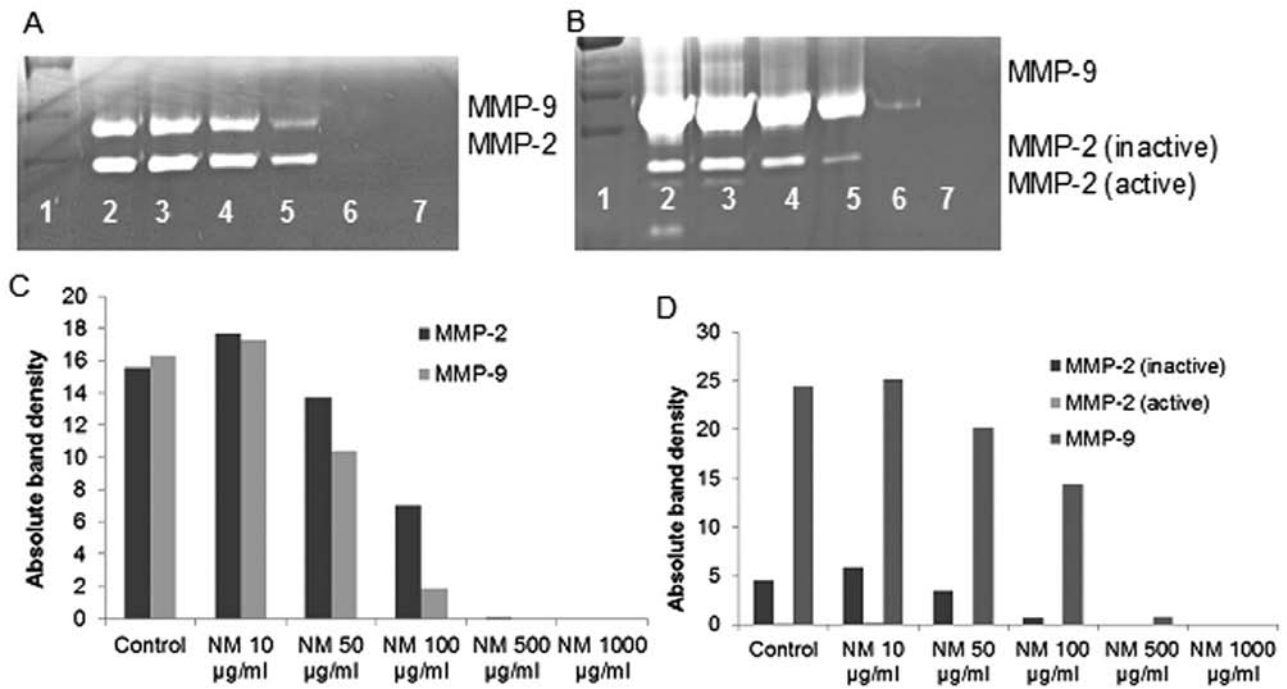 A
MMP-9
MMP-2
1 2 3 4 5 6 7
B
MMP-9
MMP-2 (inactive)
MMP-2 (active)
1 2 3 4 5 6 7
C
Absolute band density
20
18
16
14
12
10
8
6
4
2
0
MMP-2
MMP-9
Control NM 10 NM 50 NM 100 NM 500 NM 1000
µg/ml µg/ml µg/ml µg/ml µg/ml
D
Absolute band density
30
25
20
15
10
5
0
MMP-2 (inactive)
MMP-2 (active)
MMP-9
Control NM 10 NM 50 NM 100 NM 500 NM 1000
µg/ml µg/ml µg/ml µg/ml µg/ml